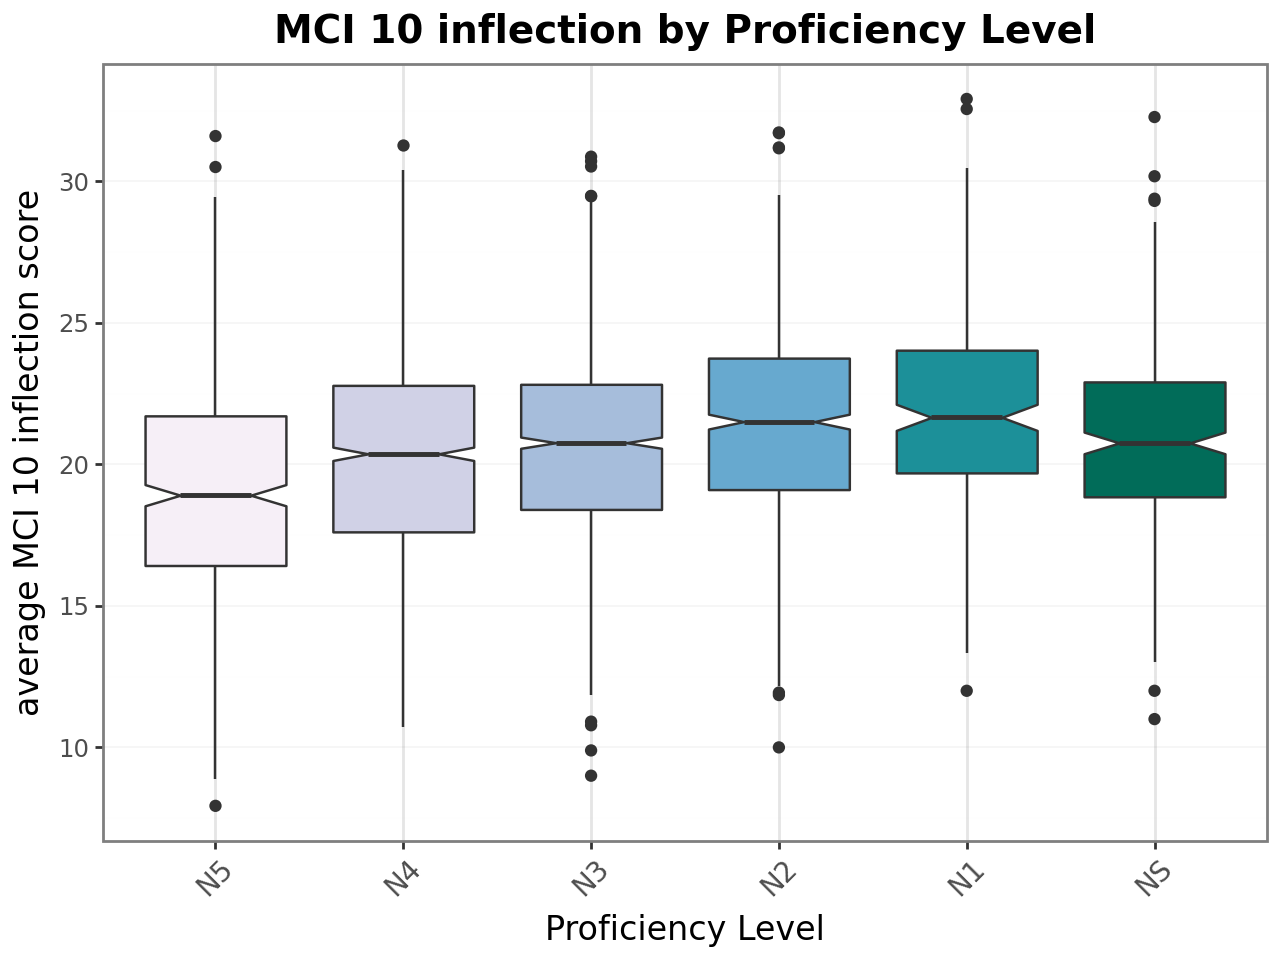 MCI 10 inflection by Proficiency Level
average MCI 10 inflection score
30
25
20
15
10
N5
N4
N3
N2
N1
NS
Proficiency Level